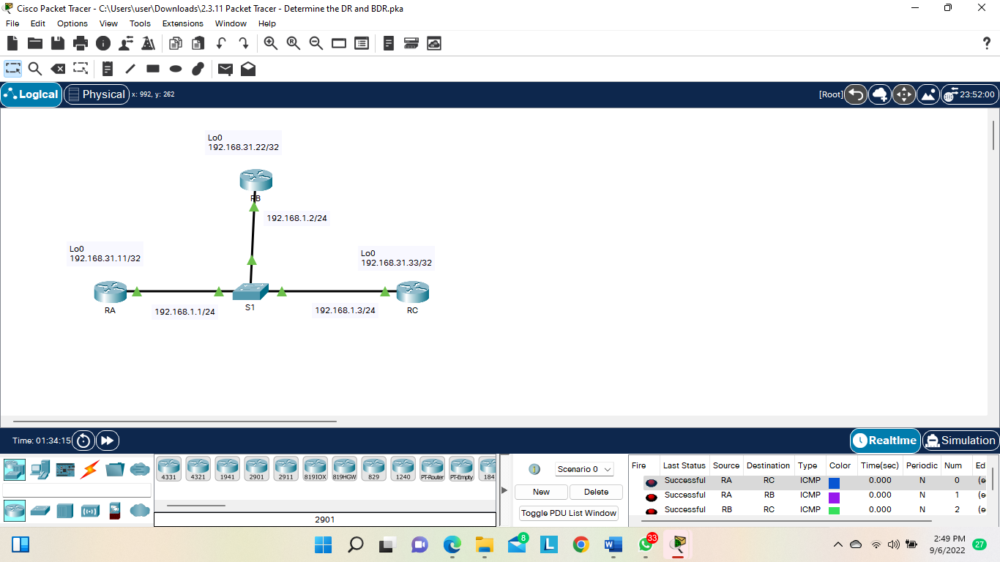 Cisco Packet Tracer - C:\Users\user\Downloads\2.3.11 Packet Tracer - Determine the DR and BDR.pka
File Edit Options View Tools Extensions Window Help
Logical Physical x: 992, y: 262 [Root] 23:52:00
Lo0
192.168.31.22/32
RB
192.168.1.2/24
Lo0
192.168.31.11/32
Lo0
192.168.31.33/32
RA
192.168.1.1/24
S1
192.168.1.3/24
RC
Time: 01:34:15 Realtime Simulation
4331 4321 1941 2901 2911 819IOX 819HGW 829 1240 PT-Router PT-Empty 184
2901
Scenario 0
New Delete
Toggle PDU List Window
Fire Last Status Source Destination Type Color Time(sec) Periodic Num Ed
Successful RA RC ICMP 0.000 N 0 (e
Successful RA RB ICMP 0.000 N 1 (e
Successful RB RC ICMP 0.000 N 2 (e
8
L
33
2:49 PM
9/6/2022
27